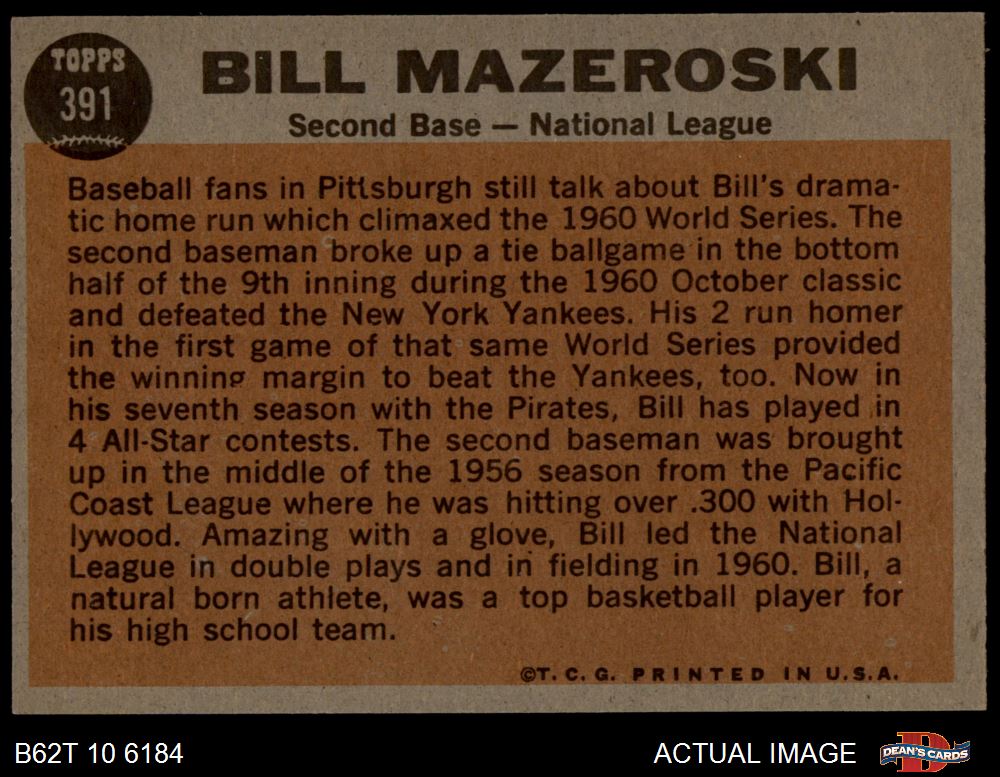 TOPPS
391
BILL MAZEROSKI
Second Base — National League
Baseball fans in Pittsburgh still talk about Bill's drama-
tic home run which climaxed the 1960 World Series. The
second baseman broke up a tie ballgame in the bottom
half of the 9th inning during the 1960 October classic
and defeated the New York Yankees. His 2 run homer
in the first game of that same World Series provided
the winning margin to beat the Yankees, too. Now in
his seventh season with the Pirates, Bill has played in
4 All-Star contests. The second baseman was brought
up in the middle of the 1956 season from the Pacific
Coast League where he was hitting over .300 with Hol-
lywood. Amazing with a glove, Bill led the National
League in double plays and in fielding in 1960. Bill, a
natural born athlete, was a top basketball player for
his high school team.
©T. C. G. PRINTED IN U.S.A.
B62T 10 6184
ACTUAL IMAGE
D
DEAN'S CARDS